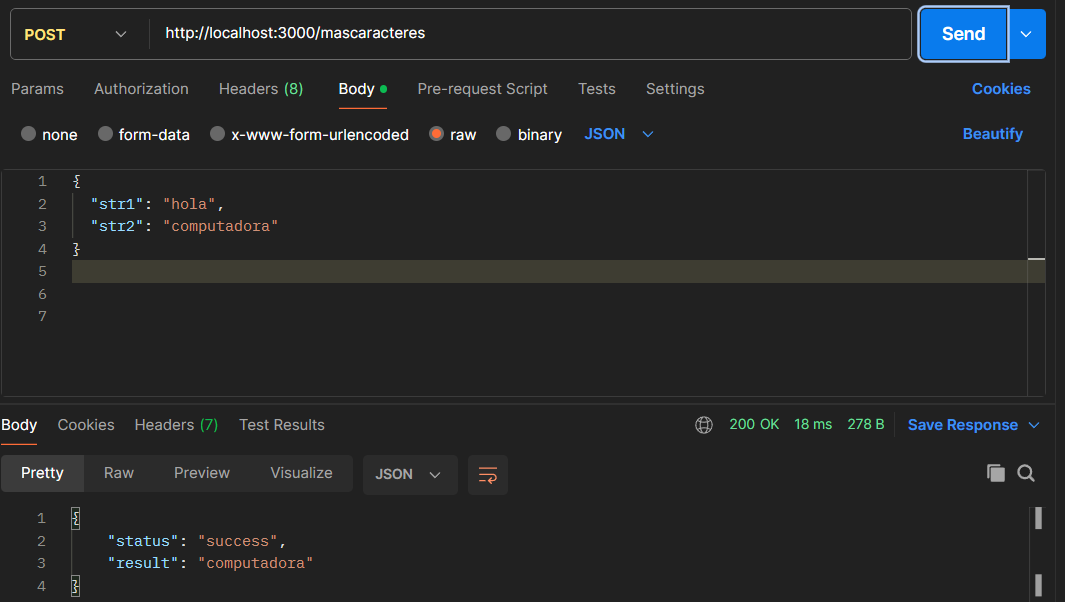 POST http://localhost:3000/mascaracteres Send
Params Authorization Headers (8) Body Pre-request Script Tests Settings Cookies
none form-data x-www-form-urlencoded raw binary JSON Beautify
1 {
2 "str1": "hola",
3 "str2": "computadora"
4 }
5
6
7
Body Cookies Headers (7) Test Results 200 OK 18 ms 278 B Save Response
Pretty Raw Preview Visualize JSON
1 {
2 "status": "success",
3 "result": "computadora"
4 }